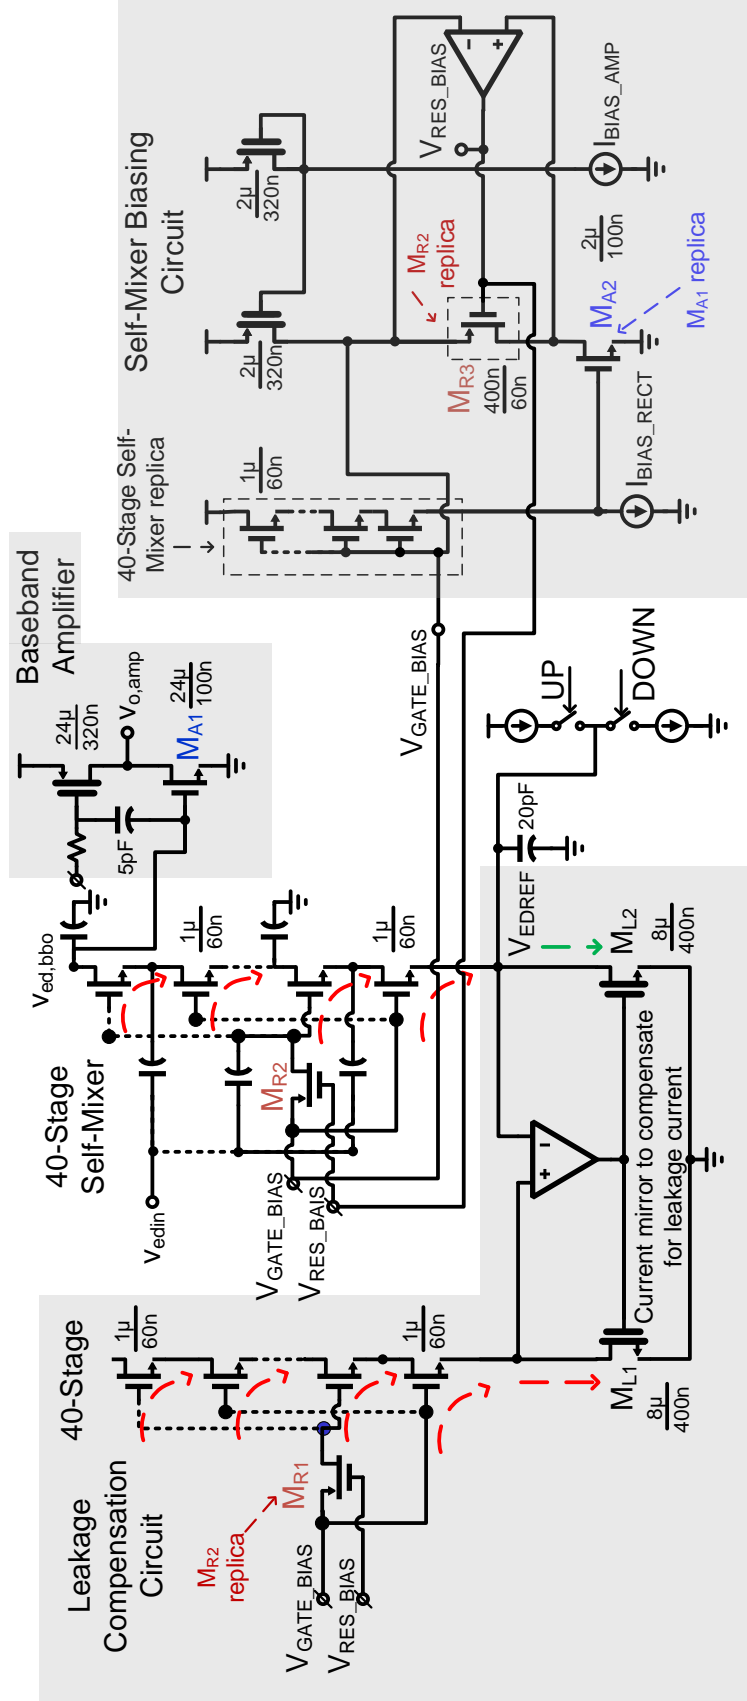 Leakage
Compensation
Circuit
40-Stage
1µ
60n
1µ
60n
MR2
replica
MR1
VGATE_BIAS
VRES_BIAS
ML1
8µ
400n
Current mirror to compensate
for leakage current
+
−
ML2
8µ
400n
VEDREF
20pF
UP
DOWN
40-Stage
Self-Mixer
vedin
ved,bbo
1µ
60n
1µ
60n
MR2
VGATE_BIAS
VRES_BAIS
Baseband
Amplifier
24µ
320n
5pF
vo,amp
MA1
24µ
100n
VGATE_BIAS
Self-Mixer Biasing
Circuit
40-Stage Self-
Mixer replica
1µ
60n
2µ
320n
2µ
320n
MR2
replica
MR3
400n
60n
VRES_BIAS
−
+
MA2
2µ
100n
MA1 replica
IBIAS_RECT
IBIAS_AMP